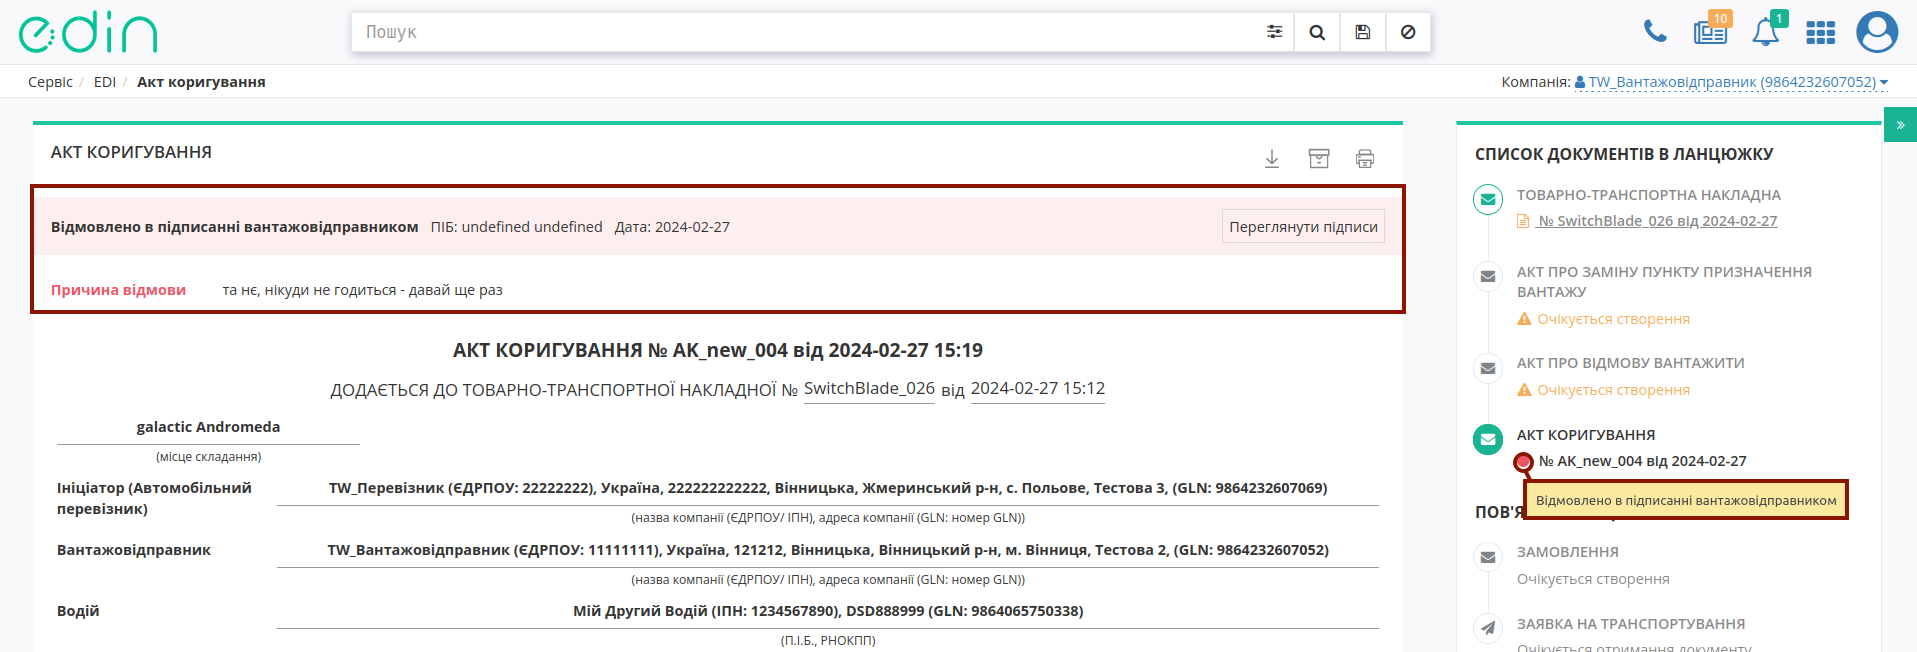 edin
Пошук
10
1
Сервіс / EDI / Акт коригування
Компанія: TW_Вантажовідправник (9864232607052)
АКТ КОРИГУВАННЯ
Відмовлено в підписанні вантажовідправником ПІБ: undefined undefined Дата: 2024-02-27
Переглянути підписи
Причина відмови та нє, нікуди не годиться - давай ще раз
АКТ КОРИГУВАННЯ № AK_new_004 від 2024-02-27 15:19
ДОДАЄТЬСЯ ДО ТОВАРНО-ТРАНСПОРТНОЇ НАКЛАДНОЇ № SwitchBlade_026 від 2024-02-27 15:12
galactic Andromeda
(місце складання)
Ініціатор (Автомобільний перевізник)
TW_Перевізник (ЄДРПОУ: 22222222), Україна, 222222222222, Вінницька, Жмеринський р-н, с. Польове, Тестова 3, (GLN: 9864232607069)
(назва компанії (ЄДРПОУ/ ІПН), адреса компанії (GLN: номер GLN))
Вантажовідправник
TW_Вантажовідправник (ЄДРПОУ: 11111111), Україна, 121212, Вінницька, Вінницький р-н, м. Вінниця, Тестова 2, (GLN: 9864232607052)
(назва компанії (ЄДРПОУ/ ІПН), адреса компанії (GLN: номер GLN))
Водій
Мій Другий Водій (ІПН: 1234567890), DSD888999 (GLN: 9864065750338)
(П.І.Б., РНОКПП)
»
СПИСОК ДОКУМЕНТІВ В ЛАНЦЮЖКУ
ТОВАРНО-ТРАНСПОРТНА НАКЛАДНА
№ SwitchBlade_026 від 2024-02-27
АКТ ПРО ЗАМІНУ ПУНКТУ ПРИЗНАЧЕННЯ
ВАНТАЖУ
Очікується створення
АКТ ПРО ВІДМОВУ ВАНТАЖИТИ
Очікується створення
АКТ КОРИГУВАННЯ
№ AK_new_004 від 2024-02-27
Відмовлено в підписанні вантажовідправником
ПОВ'Я
ЗАМОВЛЕННЯ
Очікується створення
ЗАЯВКА НА ТРАНСПОРТУВАННЯ
Очікується отримання документу